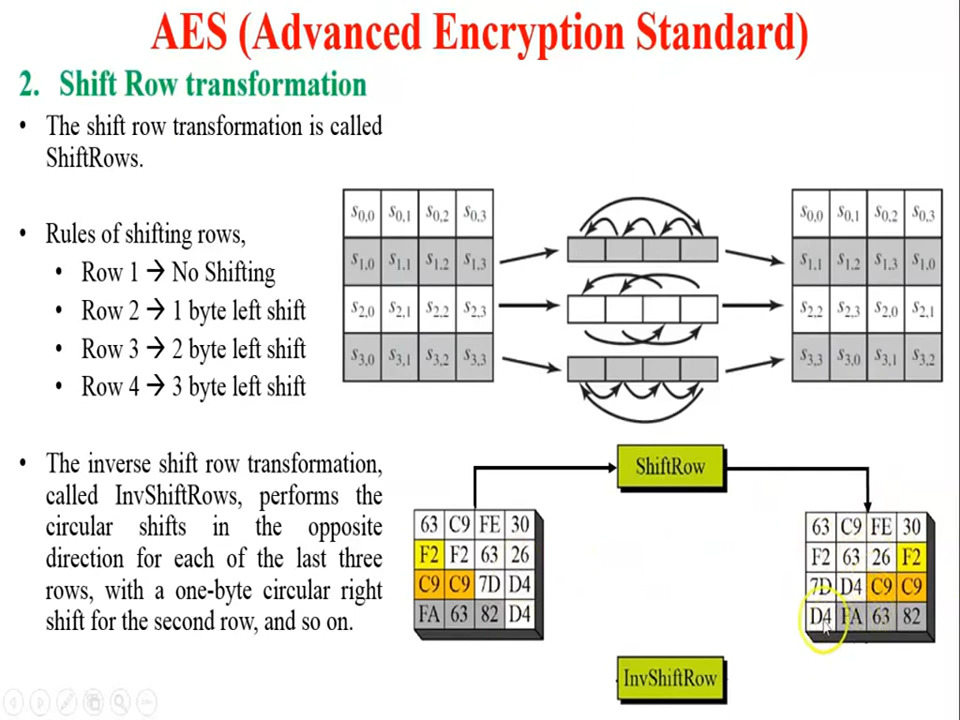 AES (Advanced Encryption Standard)
2. Shift Row transformation
• The shift row transformation is called
ShiftRows.
• Rules of shifting rows,
• Row 1 → No Shifting
• Row 2 → 1 byte left shift
• Row 3 → 2 byte left shift
• Row 4 → 3 byte left shift
• The inverse shift row transformation,
called InvShiftRows, performs the
circular shifts in the opposite
direction for each of the last three
rows, with a one-byte circular right
shift for the second row, and so on.
s0,0 s0,1 s0,2 s0,3
s1,0 s1,1 s1,2 s1,3
s2,0 s2,1 s2,2 s2,3
s3,0 s3,1 s3,2 s3,3
s0,0 s0,1 s0,2 s0,3
s1,1 s1,2 s1,3 s1,0
s2,2 s2,3 s2,0 s2,1
s3,3 s3,0 s3,1 s3,2
ShiftRow
63 C9 FE 30
F2 F2 63 26
C9 C9 7D D4
FA 63 82 D4
63 C9 FE 30
F2 63 26 F2
7D D4 C9 C9
D4 FA 63 82
InvShiftRow